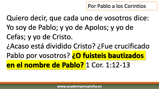 Por Pablo a los Corintios
Quiero decir, que cada uno de vosotros dice:
Yo soy de Pablo; y yo de Apolos; y yo de
Cefas; y yo de Cristo.
¿Acaso está dividido Cristo? ¿Fue crucificado
Pablo por vosotros? ¿O fuisteis bautizados
en el nombre de Pablo? 1 Cor. 1:12-13
www.academiapresencita.es